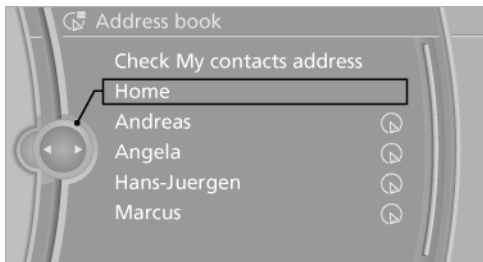 Address book
Check My contacts address
Home
Andreas
Angela
Hans-Juergen
Marcus